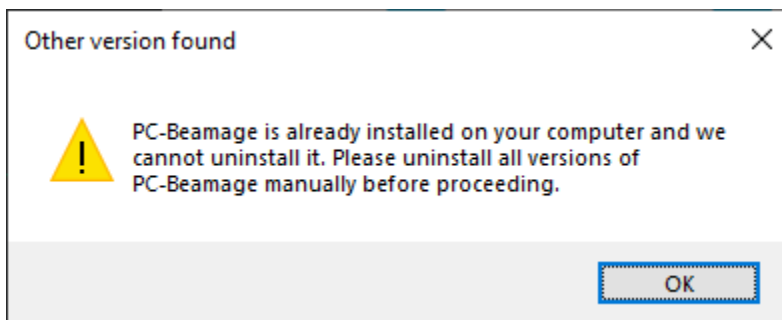 Other version found
PC-Beamage is already installed on your computer and we
cannot uninstall it. Please uninstall all versions of
PC-Beamage manually before proceeding.
OK